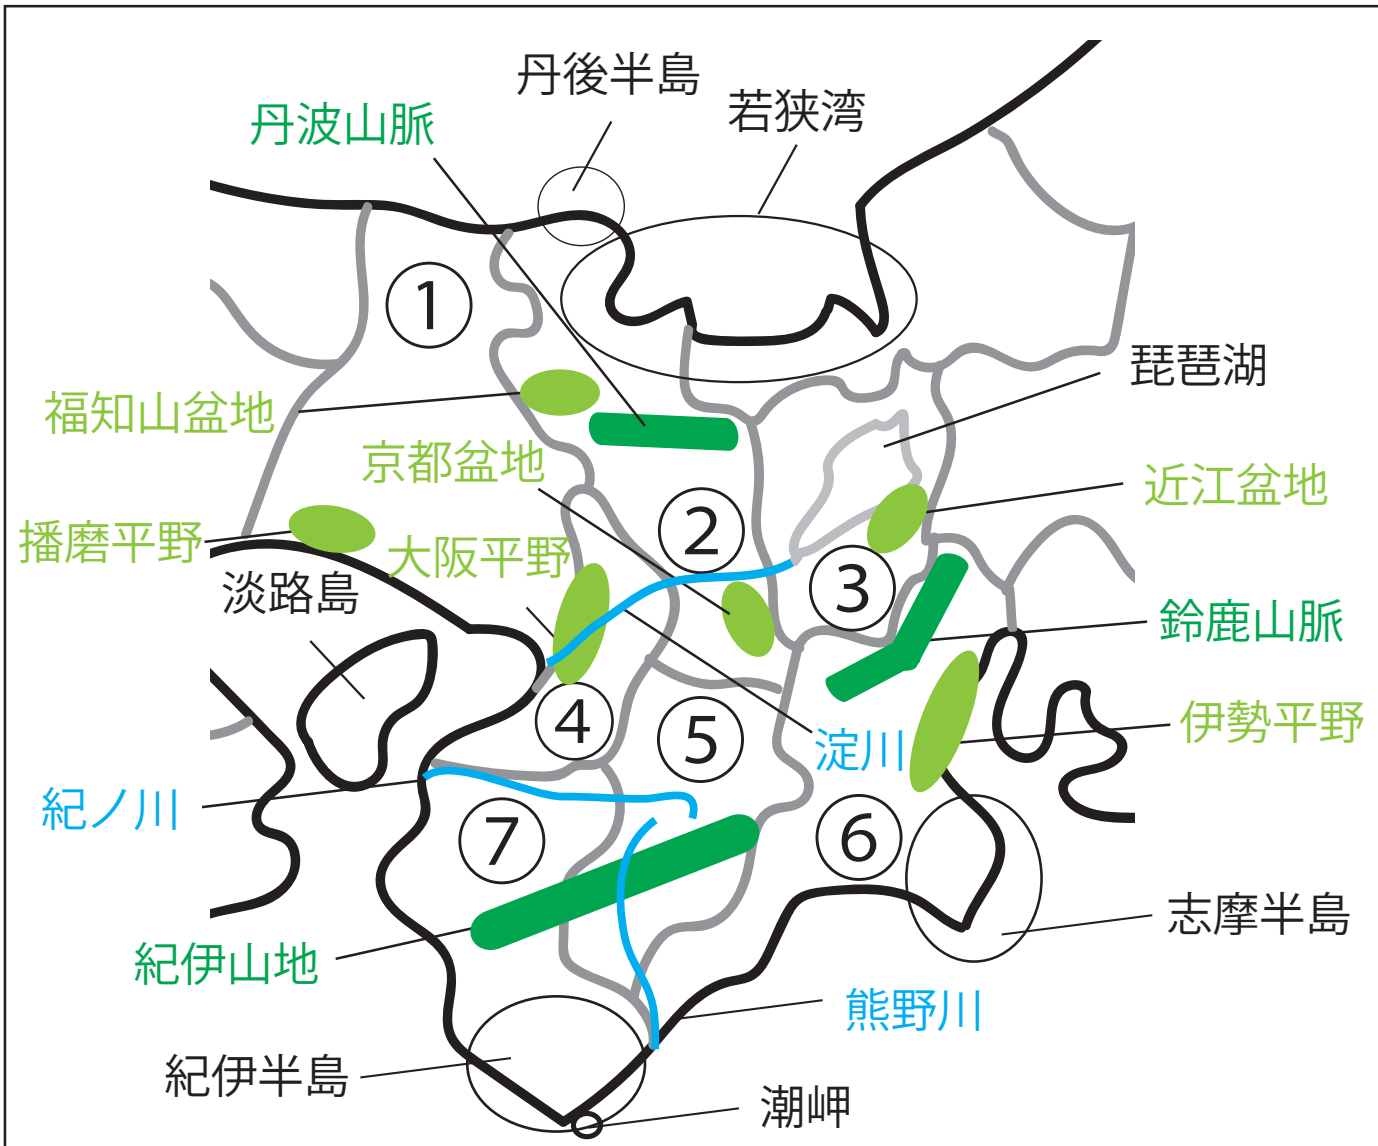 丹後半島
若狭湾
丹波山脈
①
琵琶湖
福知山盆地
京都盆地
近江盆地
②
播磨平野
大阪平野
③
淡路島
鈴鹿山脈
④
⑤
淀川
伊勢平野
紀ノ川
⑦
⑥
志摩半島
紀伊山地
熊野川
紀伊半島
潮岬